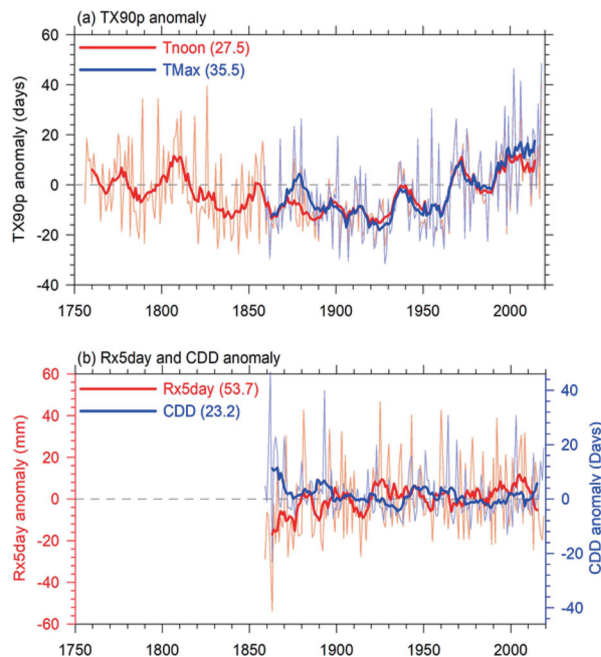 (a) TX90p anomaly
60
40
20
0
-20
-40
TX90p anomaly (days)
Tnoon (27.5)
TMax (35.5)
1750 1800 1850 1900 1950 2000
(b) Rx5day and CDD anomaly
60
40
20
0
-20
-40
-60
Rx5day anomaly (mm)
Rx5day (53.7)
CDD (23.2)
40
20
0
-20
-40
CDD anomaly (Days)
1750 1800 1850 1900 1950 2000